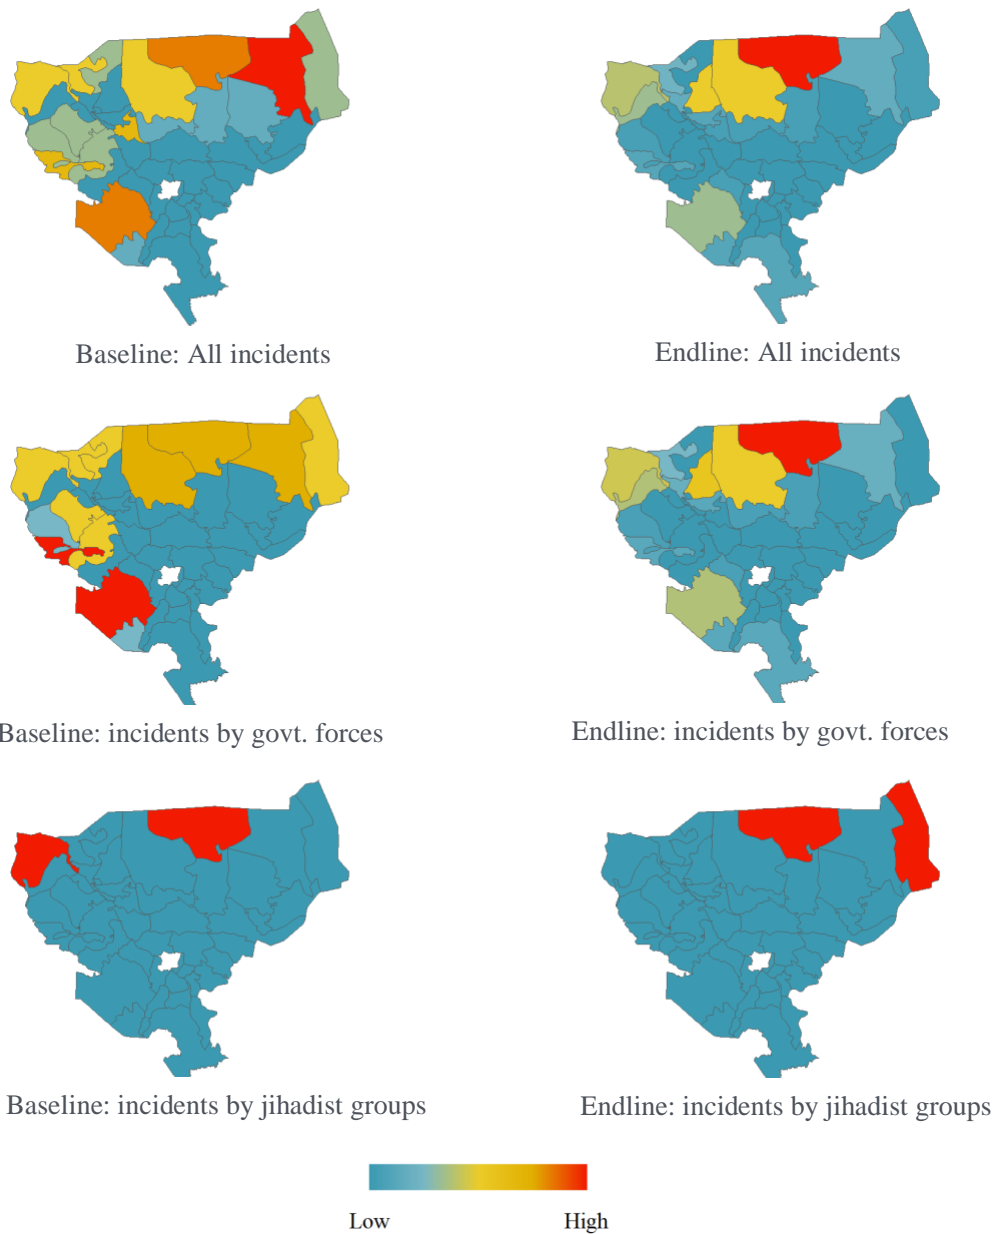 Baseline: All incidents
Endline: All incidents
Baseline: incidents by govt. forces
Endline: incidents by govt. forces
Baseline: incidents by jihadist groups
Endline: incidents by jihadist groups
Low
High